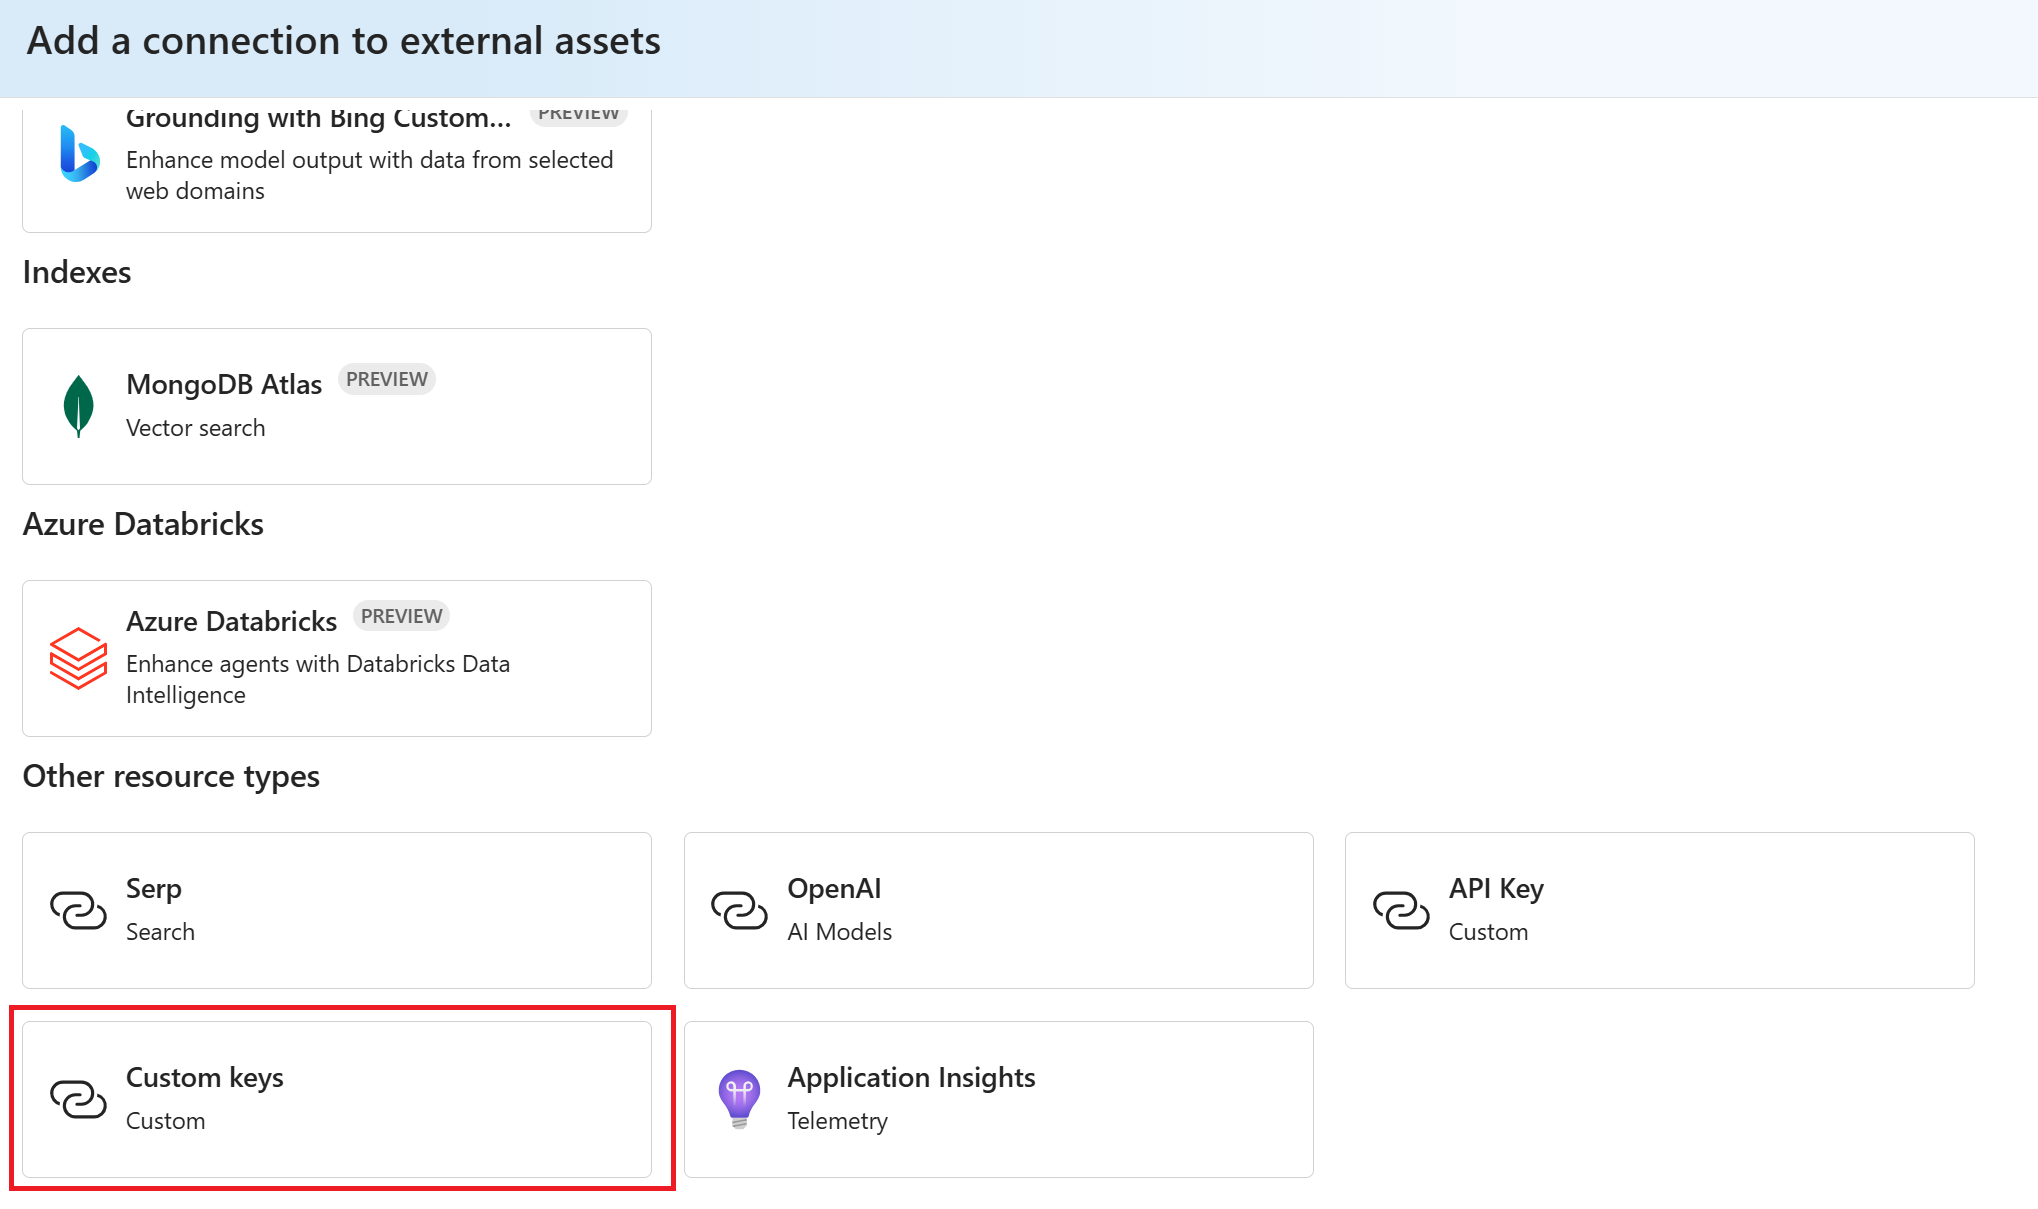 Add a connection to external assets
Grounding with Bing Custom... PREVIEW
Enhance model output with data from selected
web domains
Indexes
MongoDB Atlas PREVIEW
Vector search
Azure Databricks
Azure Databricks PREVIEW
Enhance agents with Databricks Data
Intelligence
Other resource types
Serp
Search
OpenAI
AI Models
API Key
Custom
Custom keys
Custom
Application Insights
Telemetry